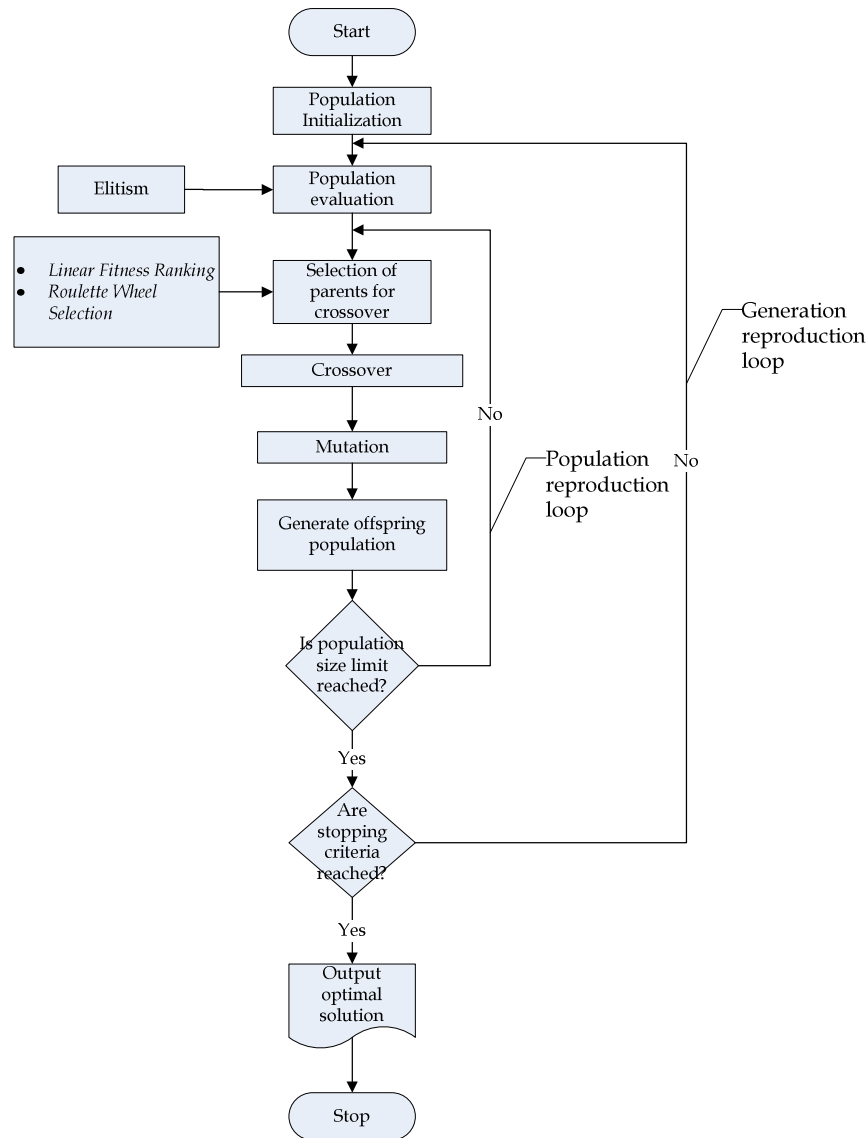 Start
Population
Initialization
Elitism
Population
evaluation
• Linear Fitness Ranking
• Roulette Wheel
Selection
Selection of
parents for
crossover
Generation
reproduction
loop
Crossover
No
Mutation
Population
reproduction
loop
No
Generate offspring
population
Is population
size limit
reached?
Yes
Are
stopping
criteria
reached?
Yes
Output
optimal
solution
Stop